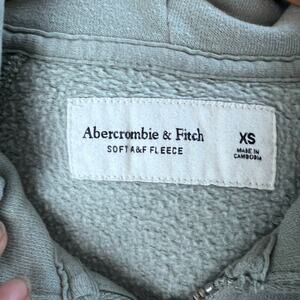 Abercrombie & Fitch
SOFT A&F FLEECE
XS
MADE IN
CAMBODIA